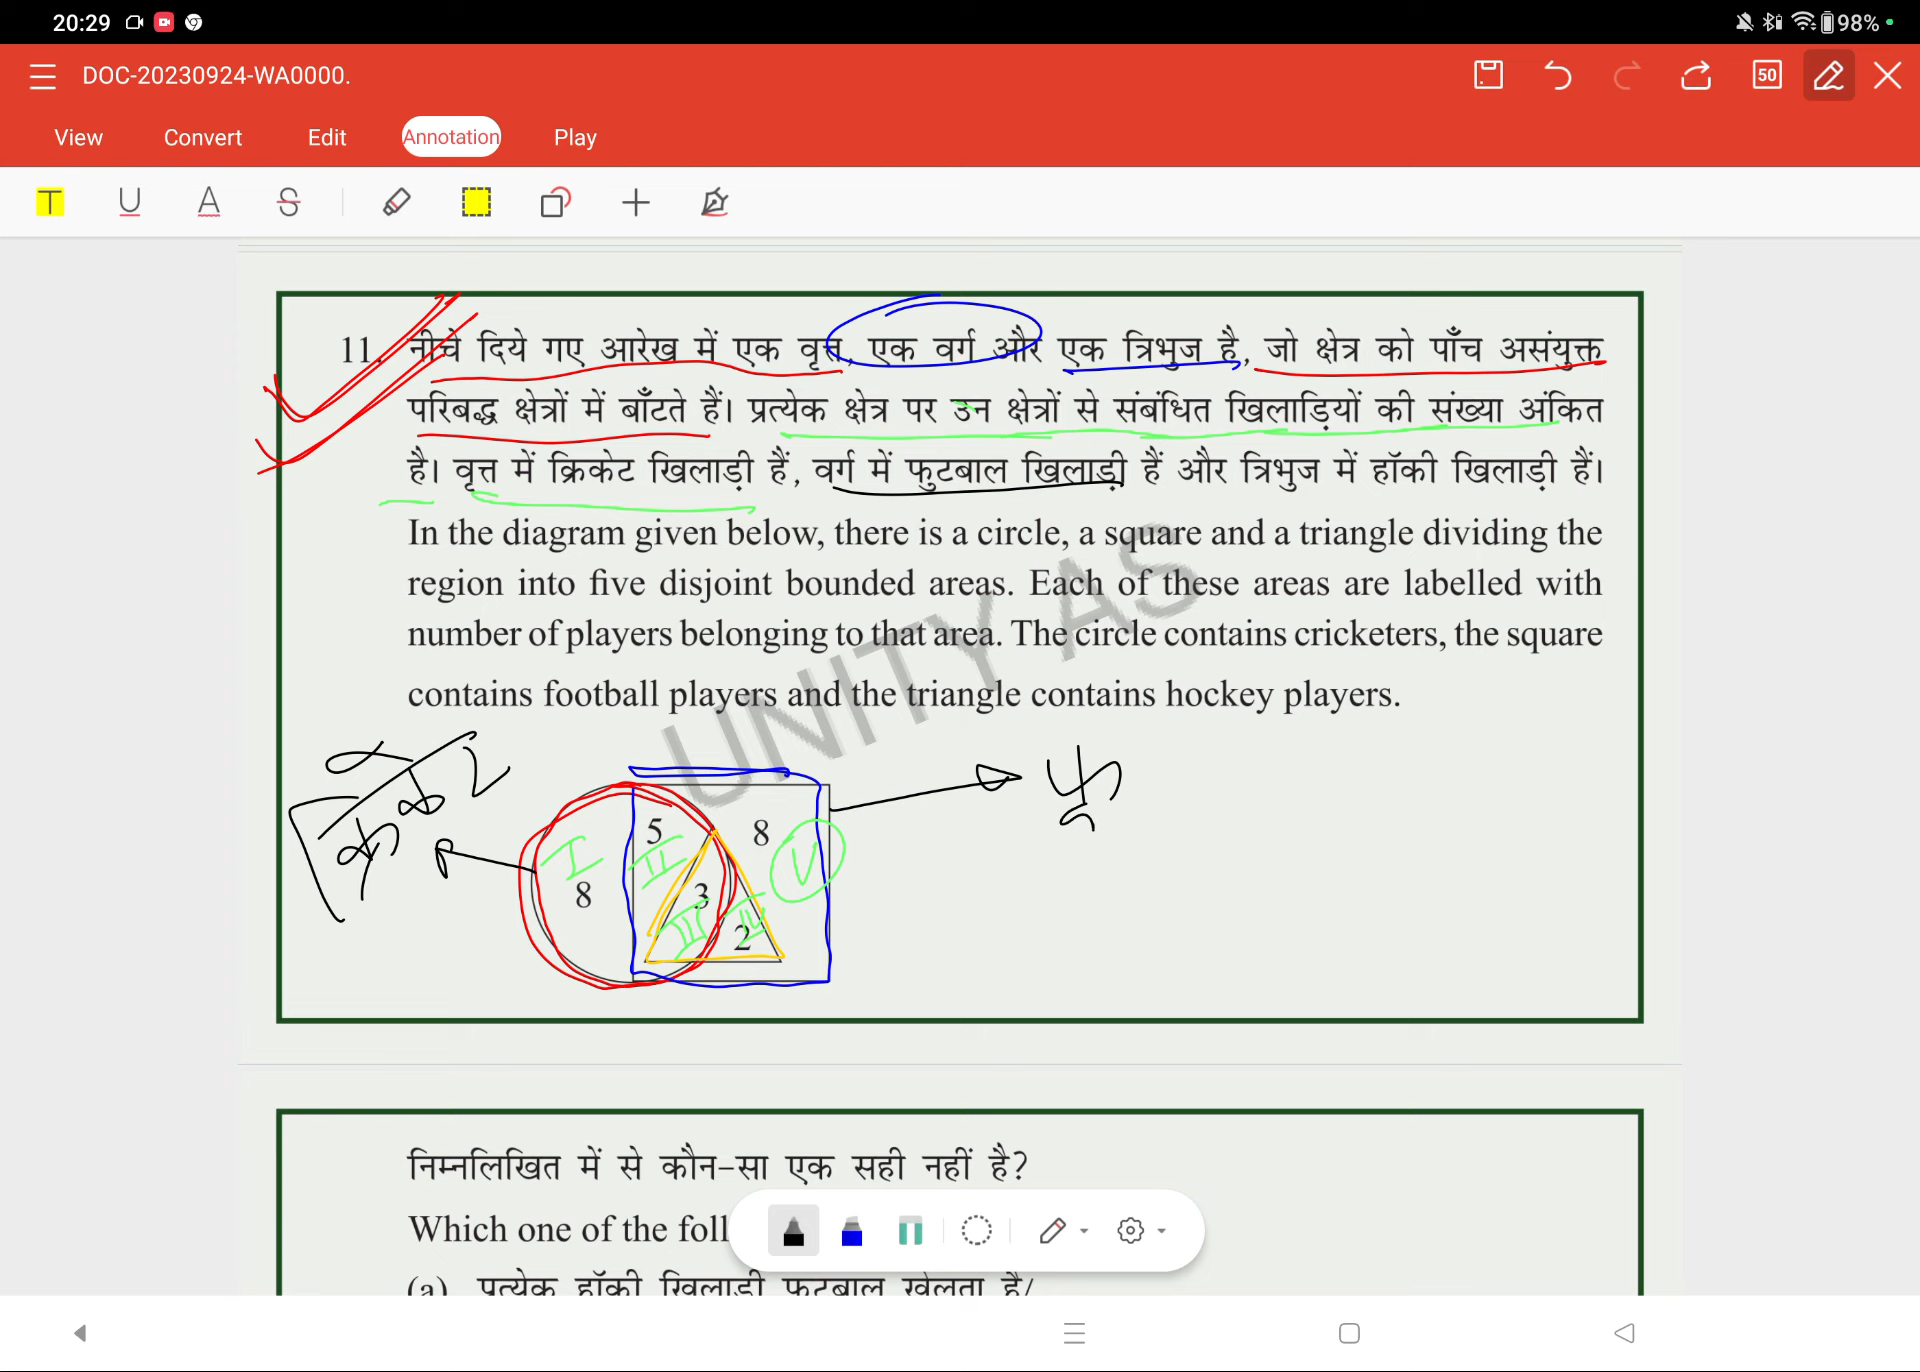 20:29
98%
DOC-20230924-WA0000.
50
View Convert Edit Annotation Play
T U A S
11. नीचे दिये गए आरेख में एक वृत्त, एक वर्ग और एक त्रिभुज है, जो क्षेत्र को पाँच असंयुक्त
परिबद्ध क्षेत्रों में बाँटते हैं। प्रत्येक क्षेत्र पर उन क्षेत्रों से संबंधित खिलाड़ियों की संख्या अंकित
है। वृत्त में क्रिकेट खिलाड़ी हैं, वर्ग में फुटबाल खिलाड़ी हैं और त्रिभुज में हॉकी खिलाड़ी हैं।
In the diagram given below, there is a circle, a square and a triangle dividing the
region into five disjoint bounded areas. Each of these areas are labelled with
number of players belonging to that area. The circle contains cricketers, the square
contains football players and the triangle contains hockey players.
UNITY AS
फु
5 8
I II V
8 3
III IV
2
निम्नलिखित में से कौन-सा एक सही नहीं है?
Which one of the foll
(a) प्रत्येक हॉकी खिलाड़ी फुटबाल खेलता है/